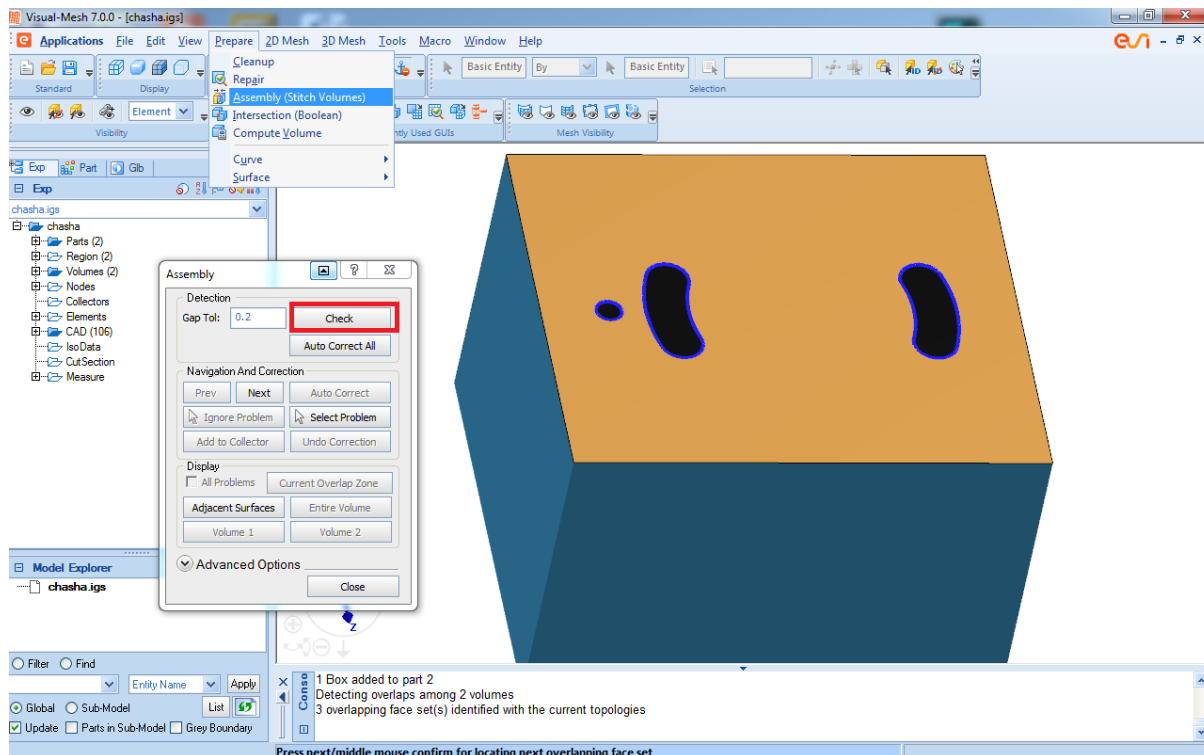 Visual-Mesh 7.0.0 - [chasha.igs]
Applications File Edit View Prepare 2D Mesh 3D Mesh Tools Macro Window Help
esi
Cleanup
Repair
Assembly (Stitch Volumes)
Intersection (Boolean)
Compute Volume
Curve
Surface
Basic Entity By Basic Entity
Standard Display Selection
Element
Visibility ntly Used GUIs Mesh Visibility
Exp Part Glb
Exp
chasha.igs
chasha
Parts (2)
Region (2)
Volumes (2)
Nodes
Collectors
Elements
CAD (106)
IsoData
CutSection
Measure
Assembly
Detection
Gap Tol: 0.2 Check
Auto Correct All
Navigation And Correction
Prev Next Auto Correct
Ignore Problem Select Problem
Add to Collector Undo Correction
Display
All Problems Current Overlap Zone
Adjacent Surfaces Entire Volume
Volume 1 Volume 2
Advanced Options
Close
Z
Model Explorer
chasha.igs
Filter Find
Entity Name Apply
Global Sub-Model List
Update Parts in Sub-Model Grey Boundary
Conso
1 Box added to part 2
Detecting overlaps among 2 volumes
3 overlapping face set(s) identified with the current topologies
Press next/middle mouse confirm for locating next overlapping face set